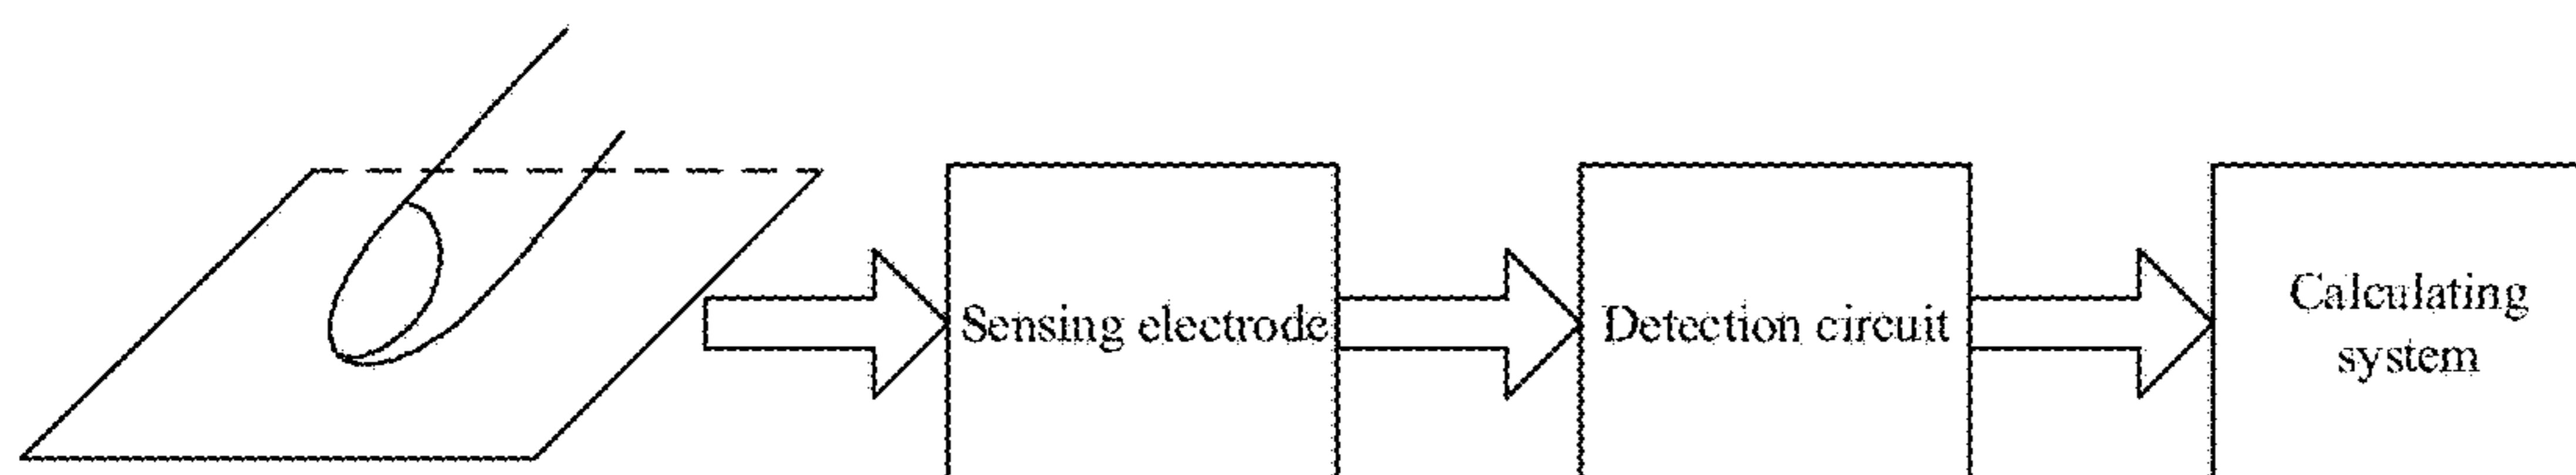 Sensing electrode
Detection circuit
Calculating
system